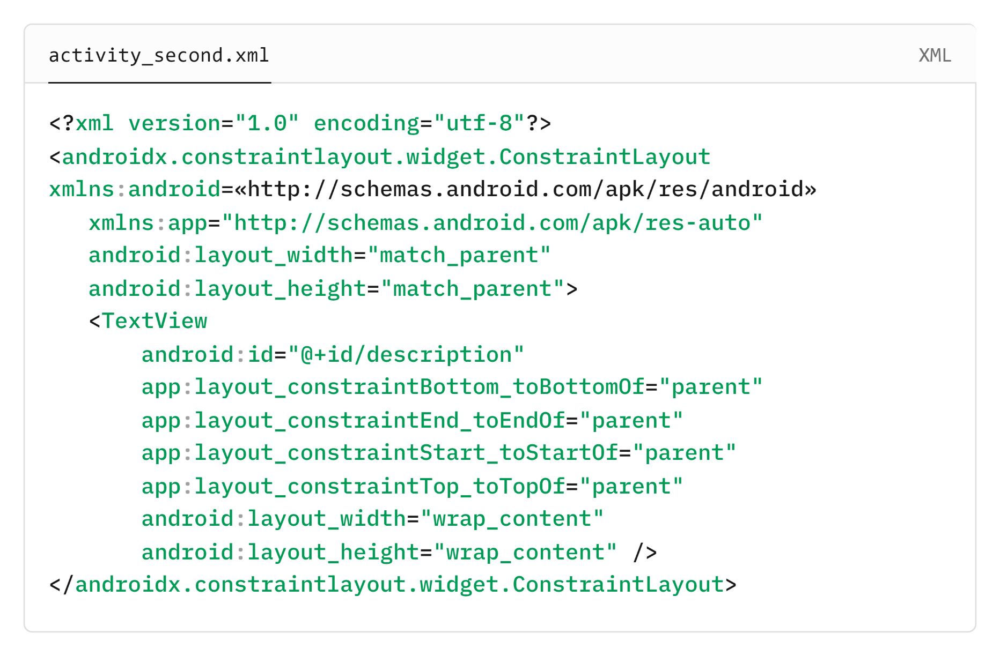 activity_second.xml
XML
<?xml version="1.0" encoding="utf-8"?>
<androidx.constraintlayout.widget.ConstraintLayout
xmlns:android=«http://schemas.android.com/apk/res/android»
   xmlns:app="http://schemas.android.com/apk/res-auto"
   android:layout_width="match_parent"
   android:layout_height="match_parent">
   <TextView
       android:id="@+id/description"
       app:layout_constraintBottom_toBottomOf="parent"
       app:layout_constraintEnd_toEndOf="parent"
       app:layout_constraintStart_toStartOf="parent"
       app:layout_constraintTop_toTopOf="parent"
       android:layout_width="wrap_content"
       android:layout_height="wrap_content" />
</androidx.constraintlayout.widget.ConstraintLayout>